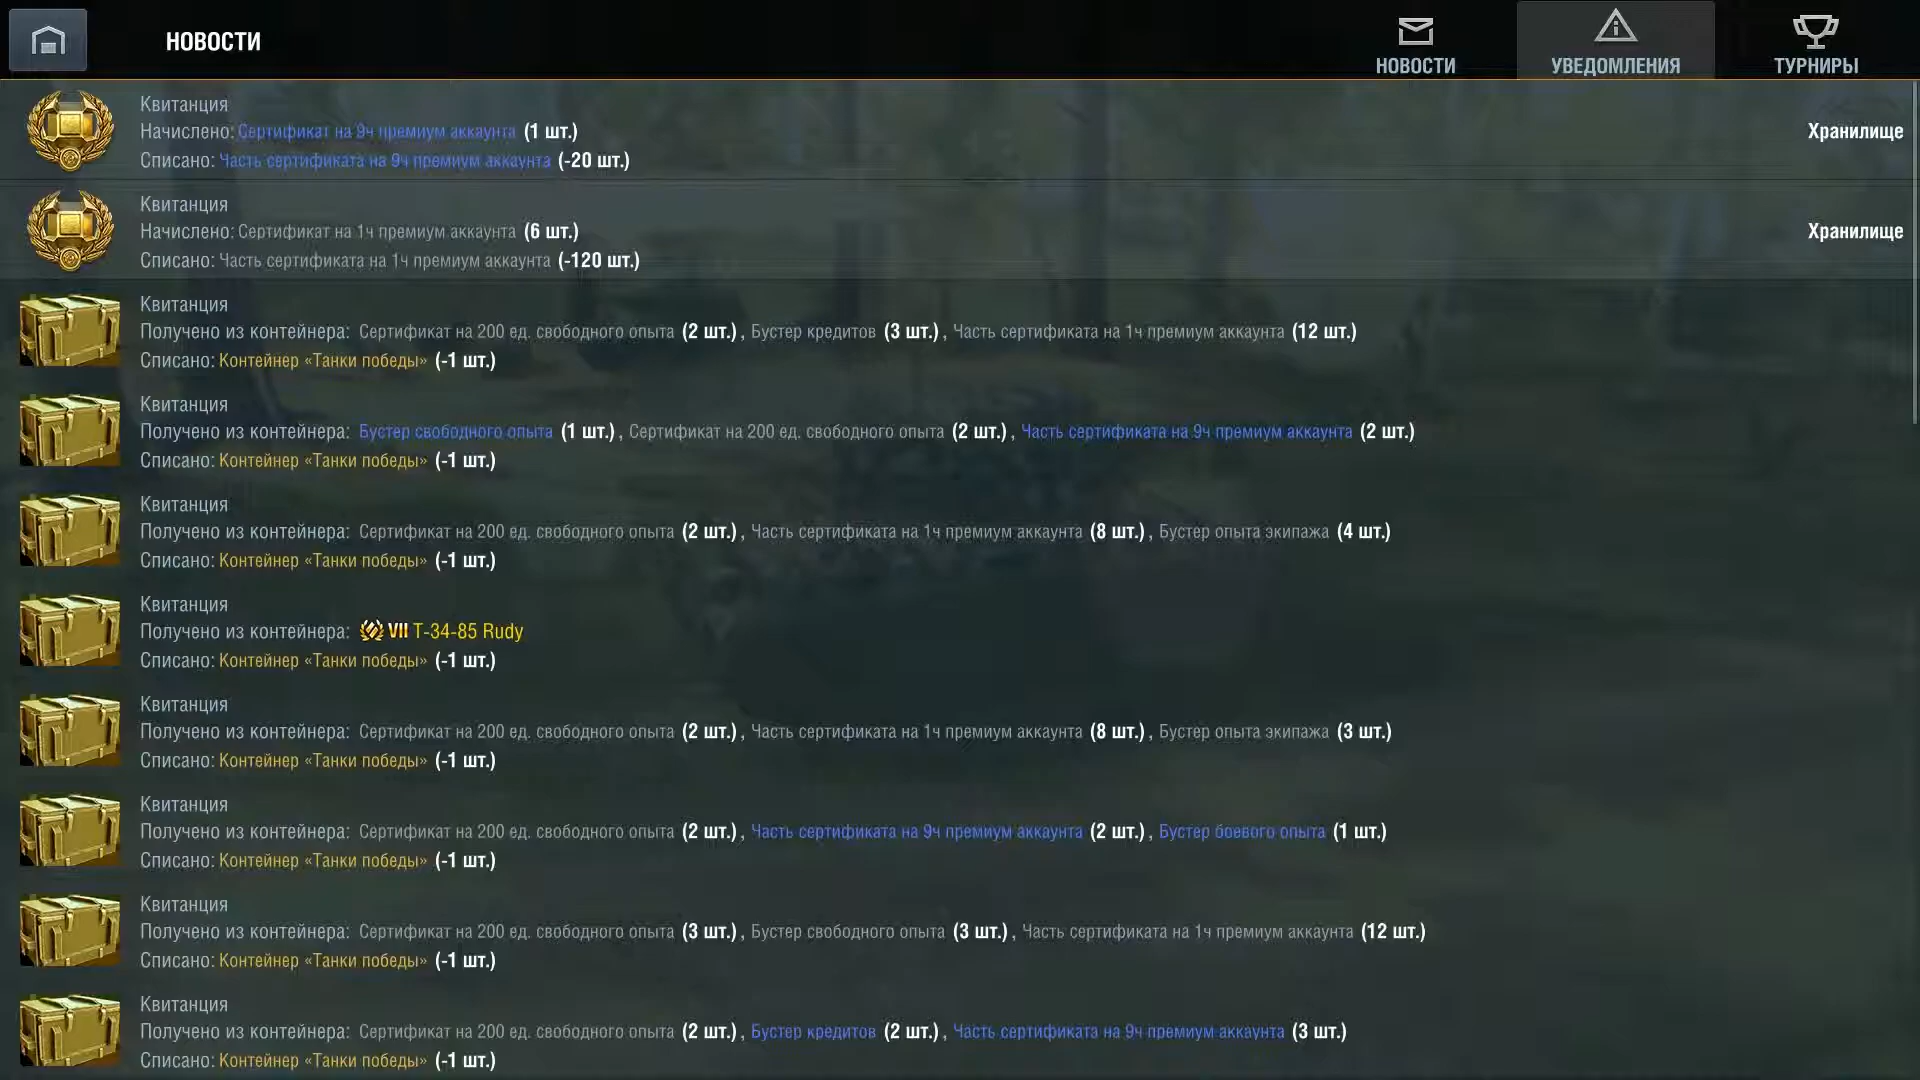 НОВОСТИ
НОВОСТИ
УВЕДОМЛЕНИЯ
ТУРНИРЫ
Квитанция
Начислено: Сертификат на 9ч премиум аккаунта (1 шт.)
Списано: Часть сертификата на 9ч премиум аккаунта (-20 шт.)
Хранилище
Квитанция
Начислено: Сертификат на 1ч премиум аккаунта (6 шт.)
Списано: Часть сертификата на 1ч премиум аккаунта (-120 шт.)
Хранилище
Квитанция
Получено из контейнера: Сертификат на 200 ед. свободного опыта (2 шт.), Бустер кредитов (3 шт.), Часть сертификата на 1ч премиум аккаунта (12 шт.)
Списано: Контейнер «Танки победы» (-1 шт.)
Квитанция
Получено из контейнера: Бустер свободного опыта (1 шт.), Сертификат на 200 ед. свободного опыта (2 шт.), Часть сертификата на 9ч премиум аккаунта (2 шт.)
Списано: Контейнер «Танки победы» (-1 шт.)
Квитанция
Получено из контейнера: Сертификат на 200 ед. свободного опыта (2 шт.), Часть сертификата на 1ч премиум аккаунта (8 шт.), Бустер опыта экипажа (4 шт.)
Списано: Контейнер «Танки победы» (-1 шт.)
Квитанция
Получено из контейнера: VII T-34-85 Rudy
Списано: Контейнер «Танки победы» (-1 шт.)
Квитанция
Получено из контейнера: Сертификат на 200 ед. свободного опыта (2 шт.), Часть сертификата на 1ч премиум аккаунта (8 шт.), Бустер опыта экипажа (3 шт.)
Списано: Контейнер «Танки победы» (-1 шт.)
Квитанция
Получено из контейнера: Сертификат на 200 ед. свободного опыта (2 шт.), Часть сертификата на 9ч премиум аккаунта (2 шт.), Бустер боевого опыта (1 шт.)
Списано: Контейнер «Танки победы» (-1 шт.)
Квитанция
Получено из контейнера: Сертификат на 200 ед. свободного опыта (3 шт.), Бустер свободного опыта (3 шт.), Часть сертификата на 1ч премиум аккаунта (12 шт.)
Списано: Контейнер «Танки победы» (-1 шт.)
Квитанция
Получено из контейнера: Сертификат на 200 ед. свободного опыта (2 шт.), Бустер кредитов (2 шт.), Часть сертификата на 9ч премиум аккаунта (3 шт.)
Списано: Контейнер «Танки победы» (-1 шт.)